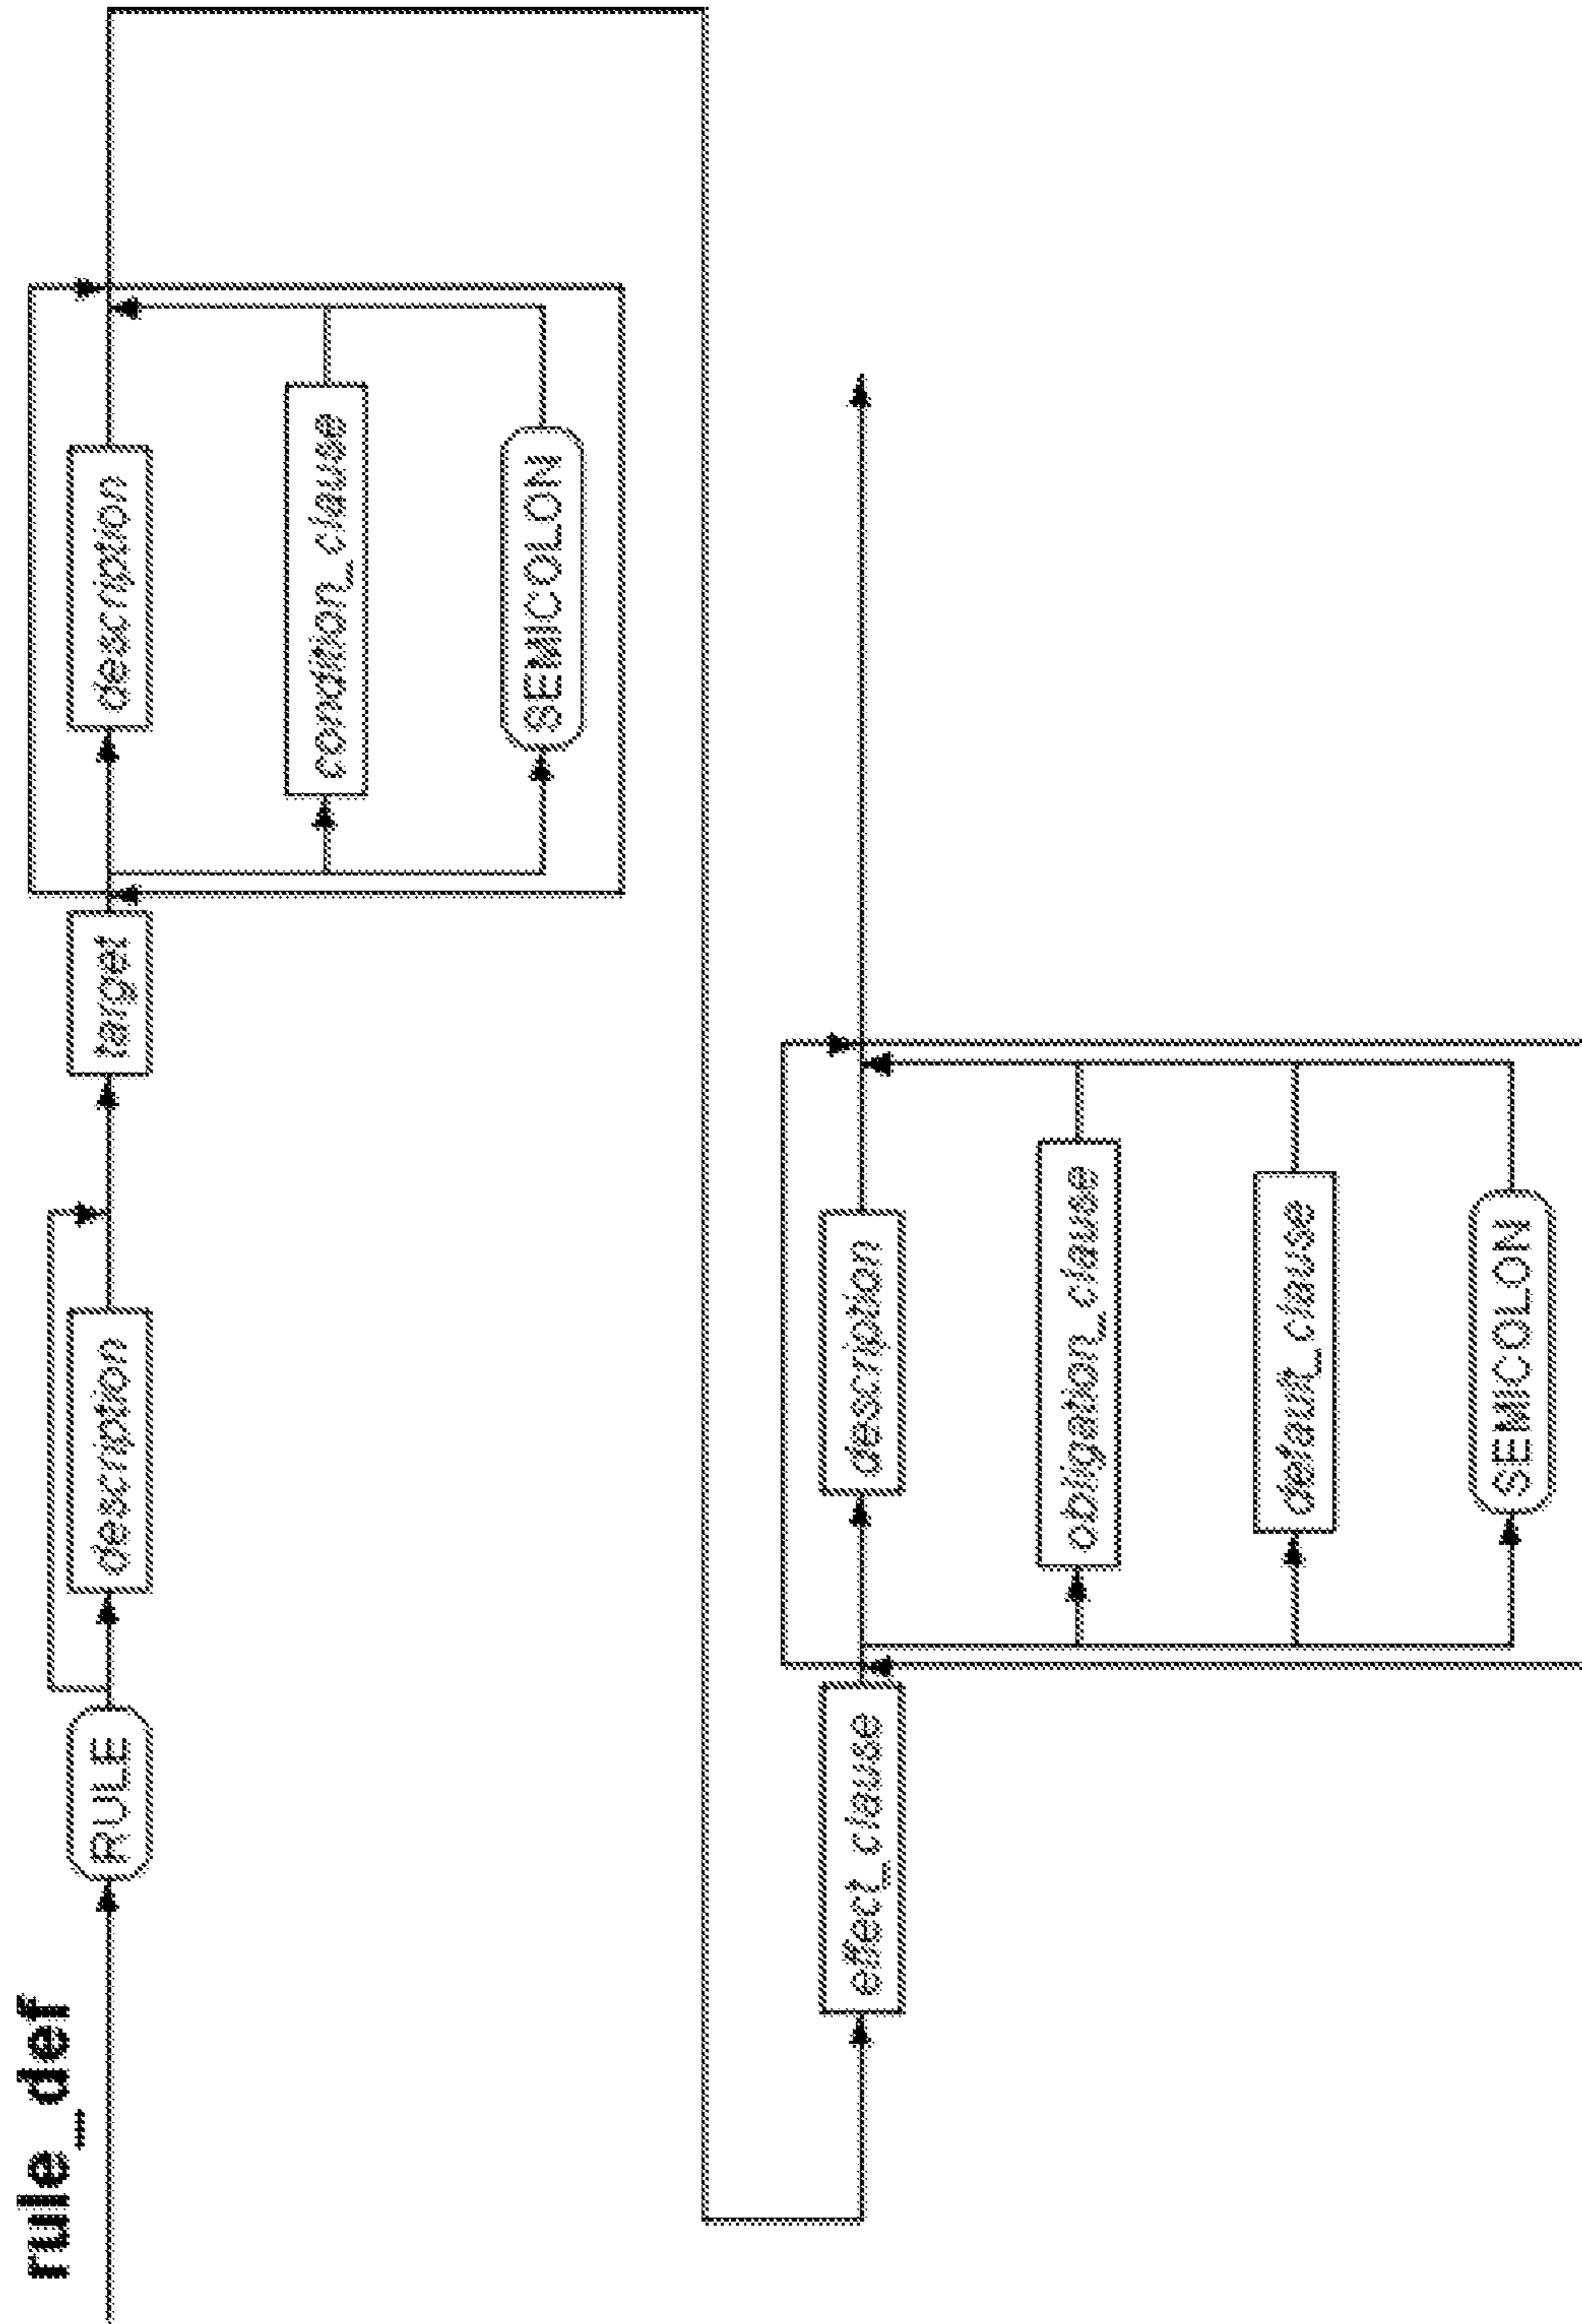 rule_def
RULE
description
target
description
condition_clause
SEMICOLON
effect_clause
description
obligation_clause
default_clause
SEMICOLON